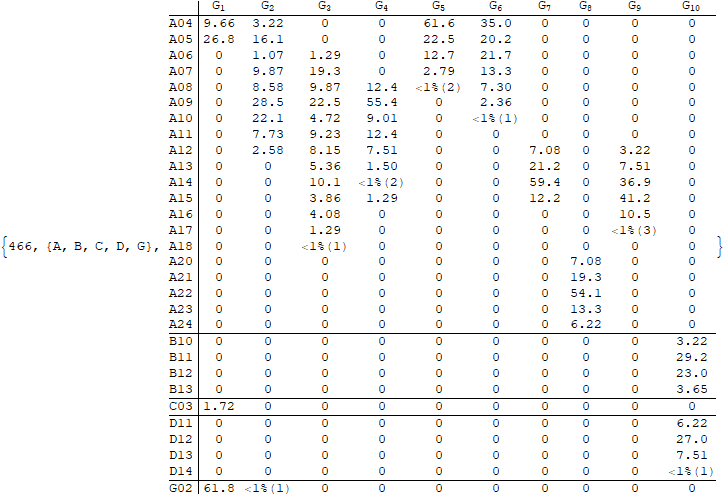 G₁ G₂ G₃ G₄ G₅ G₆ G₇ G₈ G₉ G₁₀
A04 9.66 3.22 0 0 61.6 35.0 0 0 0 0
A05 26.8 16.1 0 0 22.5 20.2 0 0 0 0
A06 0 1.07 1.29 0 12.7 21.7 0 0 0 0
A07 0 9.87 19.3 0 2.79 13.3 0 0 0 0
A08 0 8.58 9.87 12.4 <1%(2) 7.30 0 0 0 0
A09 0 28.5 22.5 55.4 0 2.36 0 0 0 0
A10 0 22.1 4.72 9.01 0 <1%(1) 0 0 0 0
A11 0 7.73 9.23 12.4 0 0 0 0 0 0
A12 0 2.58 8.15 7.51 0 0 7.08 0 3.22 0
A13 0 0 5.36 1.50 0 0 21.2 0 7.51 0
A14 0 0 10.1 <1%(2) 0 0 59.4 0 36.9 0
A15 0 0 3.86 1.29 0 0 12.2 0 41.2 0
A16 0 0 4.08 0 0 0 0 0 10.5 0
A17 0 0 1.29 0 0 0 0 0 <1%(3) 0
{466, {A, B, C, D, G}, A18 0 0 <1%(1) 0 0 0 0 0 0 0 }
A20 0 0 0 0 0 0 0 7.08 0 0
A21 0 0 0 0 0 0 0 19.3 0 0
A22 0 0 0 0 0 0 0 54.1 0 0
A23 0 0 0 0 0 0 0 13.3 0 0
A24 0 0 0 0 0 0 0 6.22 0 0
B10 0 0 0 0 0 0 0 0 0 3.22
B11 0 0 0 0 0 0 0 0 0 29.2
B12 0 0 0 0 0 0 0 0 0 23.0
B13 0 0 0 0 0 0 0 0 0 3.65
C03 1.72 0 0 0 0 0 0 0 0 0
D11 0 0 0 0 0 0 0 0 0 6.22
D12 0 0 0 0 0 0 0 0 0 27.0
D13 0 0 0 0 0 0 0 0 0 7.51
D14 0 0 0 0 0 0 0 0 0 <1%(1)
G02 61.8 <1%(1) 0 0 0 0 0 0 0 0